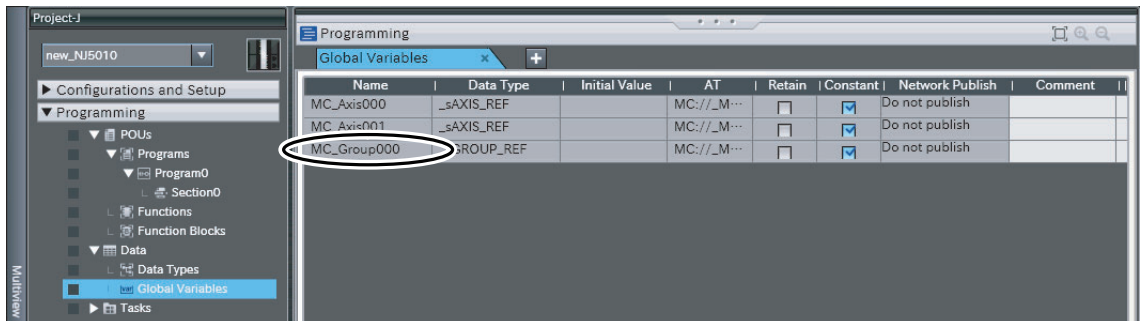 Project-J
new_NJ5010
Configurations and Setup
Programming
POUs
Programs
Program0
Section0
Functions
Function Blocks
Data
Data Types
Global Variables
Tasks
Multiview
Programming
Global Variables
Name Data Type Initial Value AT Retain Constant Network Publish Comment
MC_Axis000 _sAXIS_REF MC://_M··· Do not publish
MC_Axis001 _sAXIS_REF MC://_M··· Do not publish
MC_Group000 GROUP_REF MC://_M··· Do not publish